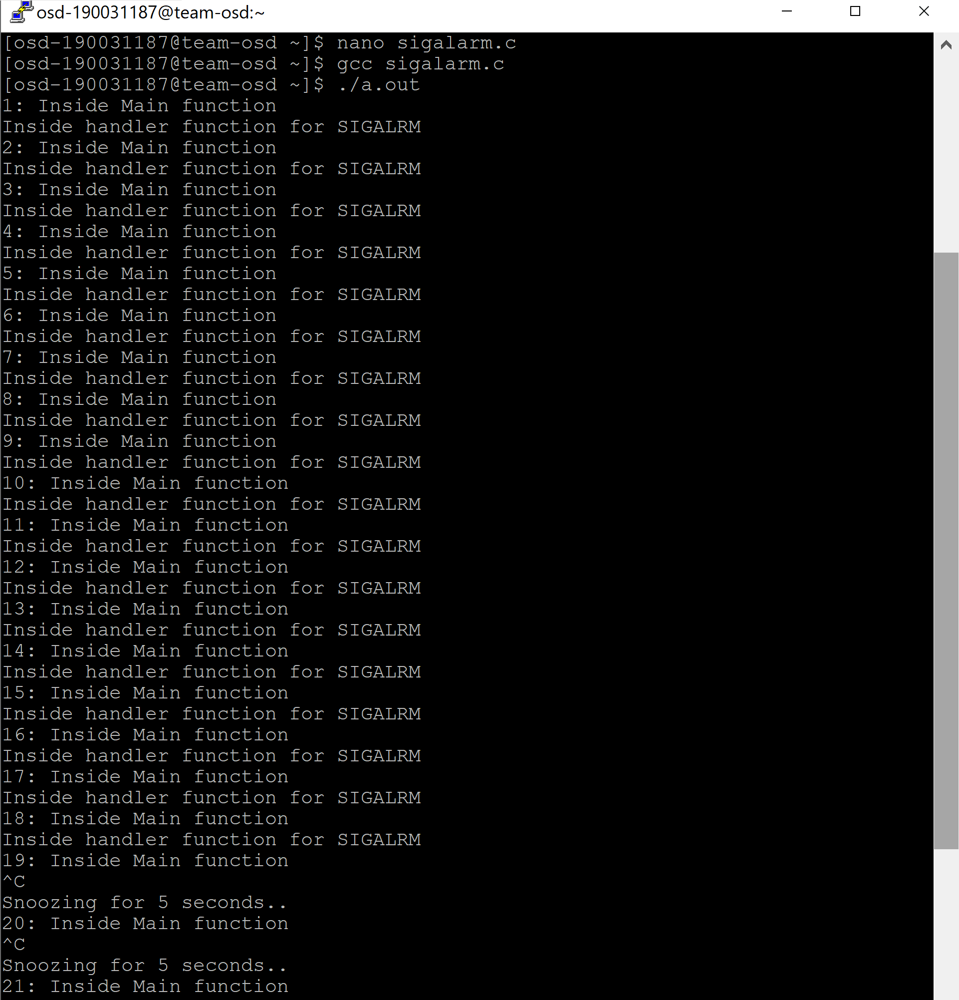 osd-190031187@team-osd:~
[osd-190031187@team-osd ~]$ nano sigalarm.c
[osd-190031187@team-osd ~]$ gcc sigalarm.c
[osd-190031187@team-osd ~]$ ./a.out
1: Inside Main function
Inside handler function for SIGALRM
2: Inside Main function
Inside handler function for SIGALRM
3: Inside Main function
Inside handler function for SIGALRM
4: Inside Main function
Inside handler function for SIGALRM
5: Inside Main function
Inside handler function for SIGALRM
6: Inside Main function
Inside handler function for SIGALRM
7: Inside Main function
Inside handler function for SIGALRM
8: Inside Main function
Inside handler function for SIGALRM
9: Inside Main function
Inside handler function for SIGALRM
10: Inside Main function
Inside handler function for SIGALRM
11: Inside Main function
Inside handler function for SIGALRM
12: Inside Main function
Inside handler function for SIGALRM
13: Inside Main function
Inside handler function for SIGALRM
14: Inside Main function
Inside handler function for SIGALRM
15: Inside Main function
Inside handler function for SIGALRM
16: Inside Main function
Inside handler function for SIGALRM
17: Inside Main function
Inside handler function for SIGALRM
18: Inside Main function
Inside handler function for SIGALRM
19: Inside Main function
^C
Snoozing for 5 seconds..
20: Inside Main function
^C
Snoozing for 5 seconds..
21: Inside Main function